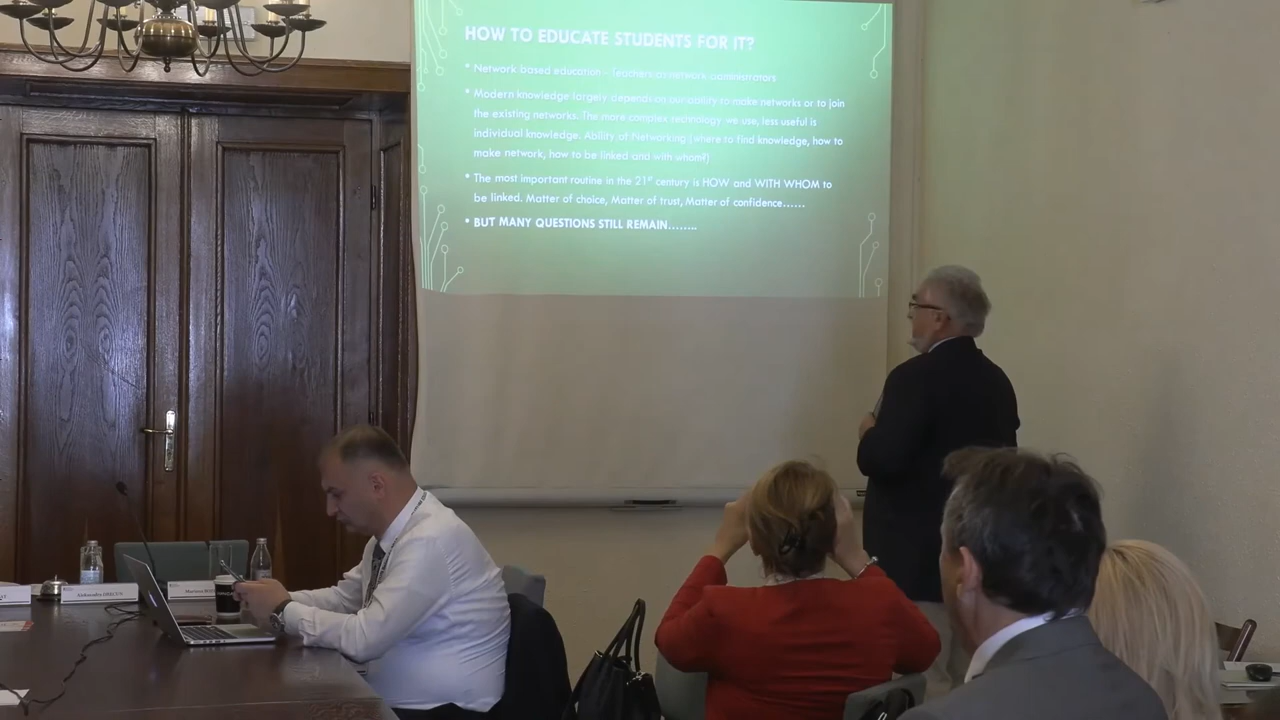 HOW TO EDUCATE STUDENTS FOR IT?
* Network based education - Teachers as network administrators
* Modern knowledge largely depends on our ability to make networks or to join
the existing networks. The more complex technology we use, less useful is
individual knowledge. Ability of Networking (where to find knowledge, how to
make network, how to be linked and with whom?)
* The most important routine in the 21st century is HOW and WITH WHOM to
be linked. Matter of choice, Matter of trust, Matter of confidence......
* BUT MANY QUESTIONS STILL REMAIN........
Aleksandra